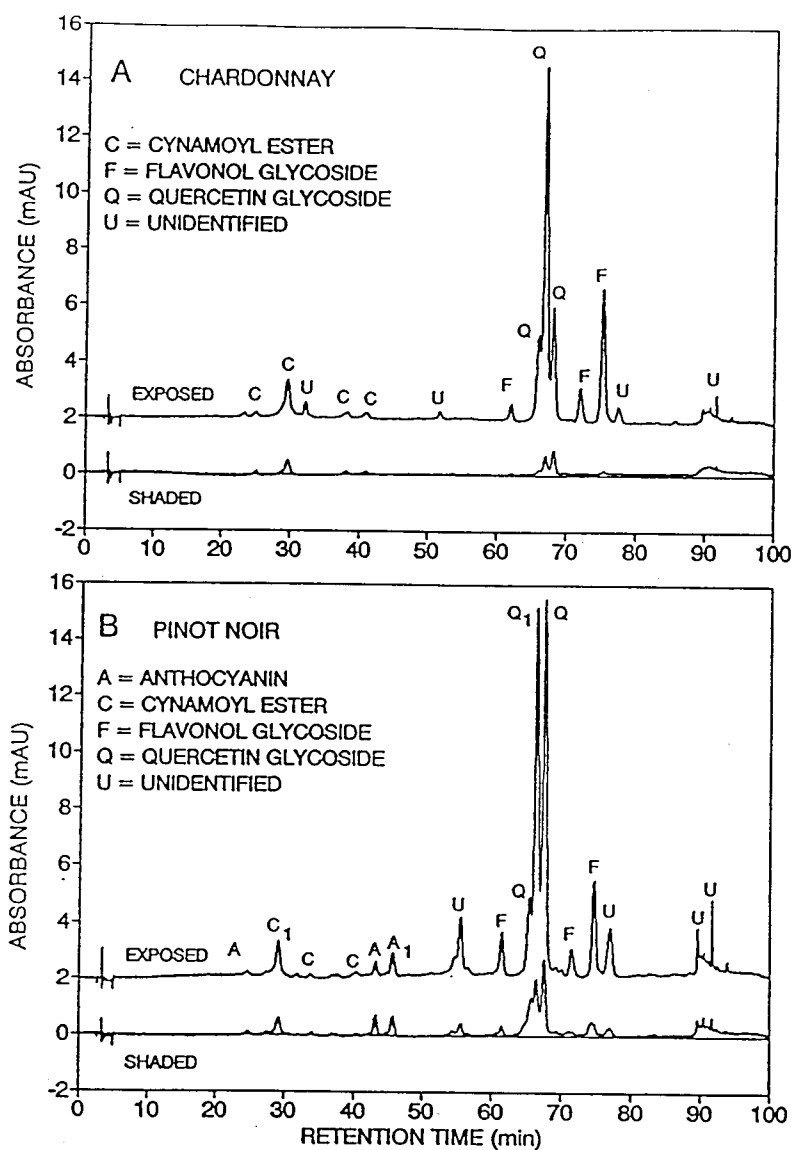 A CHARDONNAY
C = CYNAMOYL ESTER
F = FLAVONOL GLYCOSIDE
Q = QUERCETIN GLYCOSIDE
U = UNIDENTIFIED
ABSORBANCE (mAU)
16
14
12
10
8
6
4
2
0
-2
EXPOSED
C
C
U
C
C
U
F
Q
Q
Q
F
F
U
U
SHADED
0 10 20 30 40 50 60 70 80 90 100
B PINOT NOIR
A = ANTHOCYANIN
C = CYNAMOYL ESTER
F = FLAVONOL GLYCOSIDE
Q = QUERCETIN GLYCOSIDE
U = UNIDENTIFIED
ABSORBANCE (mAU)
16
14
12
10
8
6
4
2
0
-2
EXPOSED
A
C1
C
C
A
A1
U
F
Q
Q1
Q
F
F
U
U
U
SHADED
0 10 20 30 40 50 60 70 80 90 100
RETENTION TIME (min)